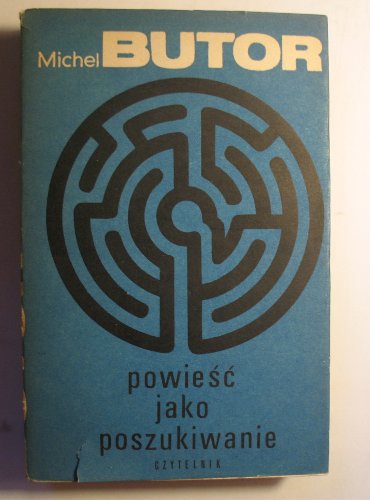 Michel BUTOR
powieść
jako
poszukiwanie
CZYTELNIK